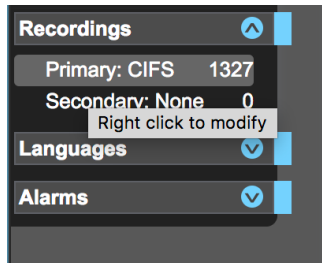 Recordings
Primary: CIFS 1327
Secondary: None 0
Right click to modify
Languages
Alarms